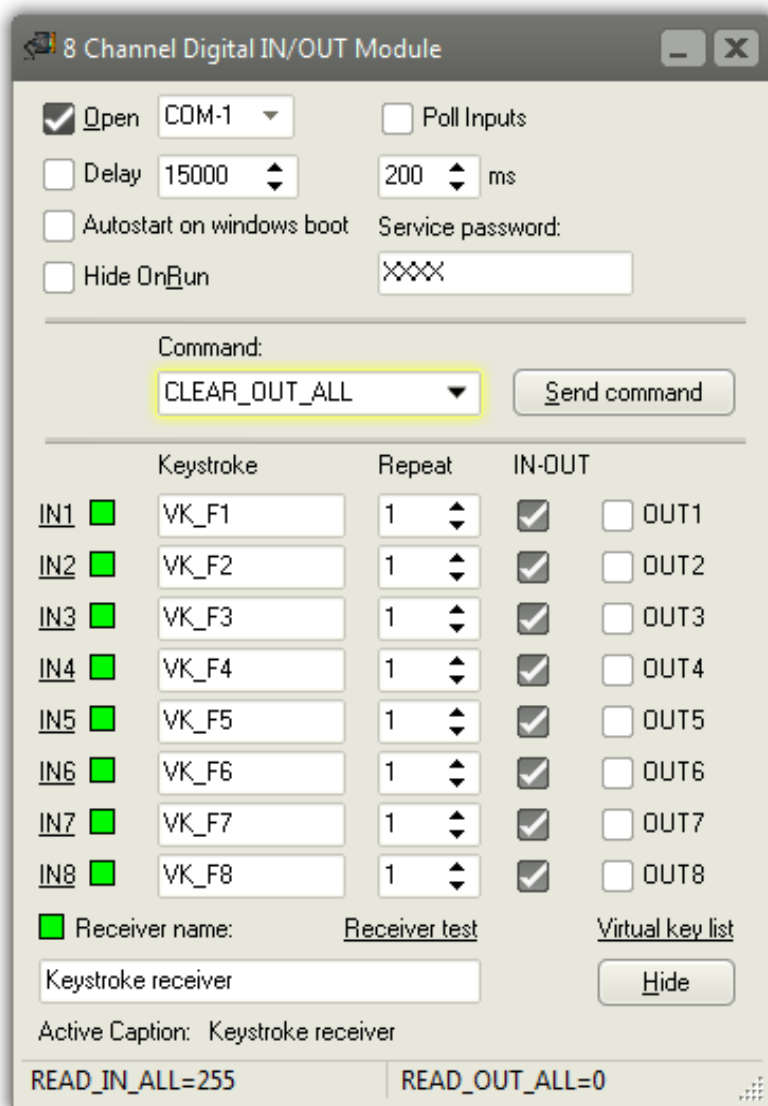 8 Channel Digital IN/OUT Module
Open COM-1 Poll Inputs
Delay 15000 200 ms
Autostart on windows boot Service password:
Hide OnRun XXXX
Command:
CLEAR_OUT_ALL Send command
Keystroke Repeat IN-OUT
IN1 VK_F1 1 OUT1
IN2 VK_F2 1 OUT2
IN3 VK_F3 1 OUT3
IN4 VK_F4 1 OUT4
IN5 VK_F5 1 OUT5
IN6 VK_F6 1 OUT6
IN7 VK_F7 1 OUT7
IN8 VK_F8 1 OUT8
Receiver name: Receiver test Virtual key list
Keystroke receiver Hide
Active Caption: Keystroke receiver
READ_IN_ALL=255 READ_OUT_ALL=0